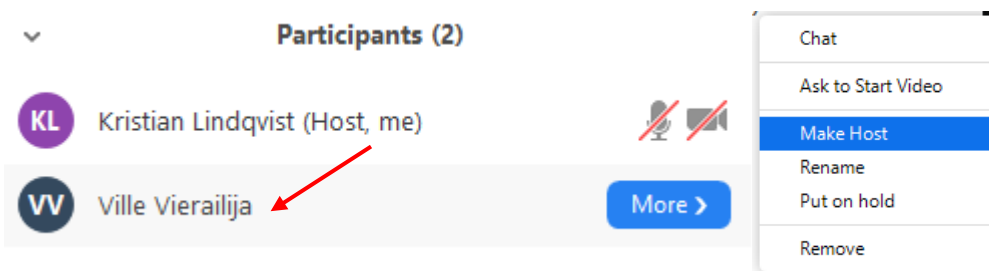 Participants (2)
KL Kristian Lindqvist (Host, me)
VV Ville Vierailija More
Chat
Ask to Start Video
Make Host
Rename
Put on hold
Remove